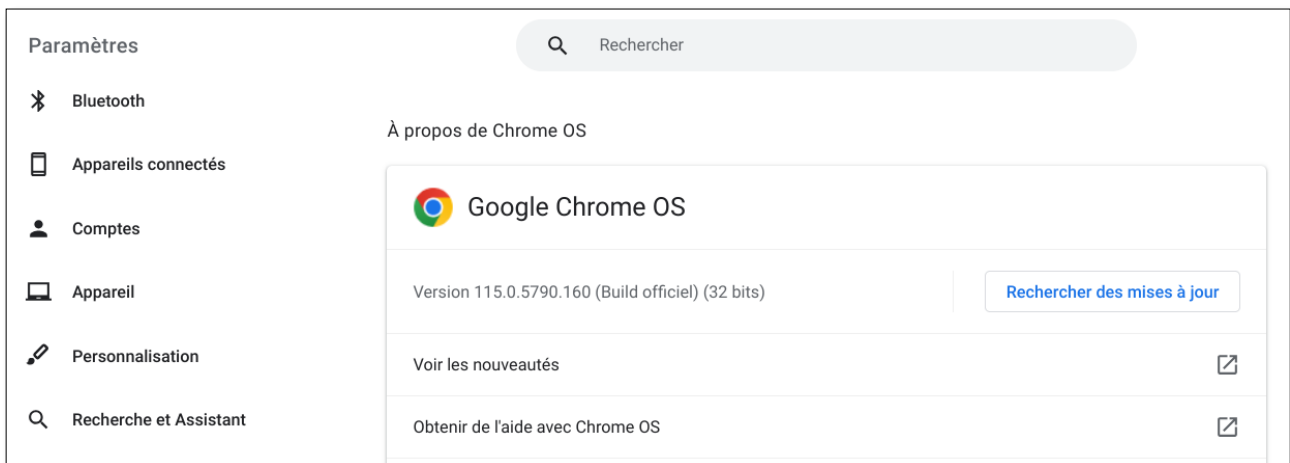 Paramètres
Rechercher
Bluetooth
Appareils connectés
Comptes
Appareil
Personnalisation
Recherche et Assistant
À propos de Chrome OS
Google Chrome OS
Version 115.0.5790.160 (Build officiel) (32 bits)
Rechercher des mises à jour
Voir les nouveautés
Obtenir de l'aide avec Chrome OS